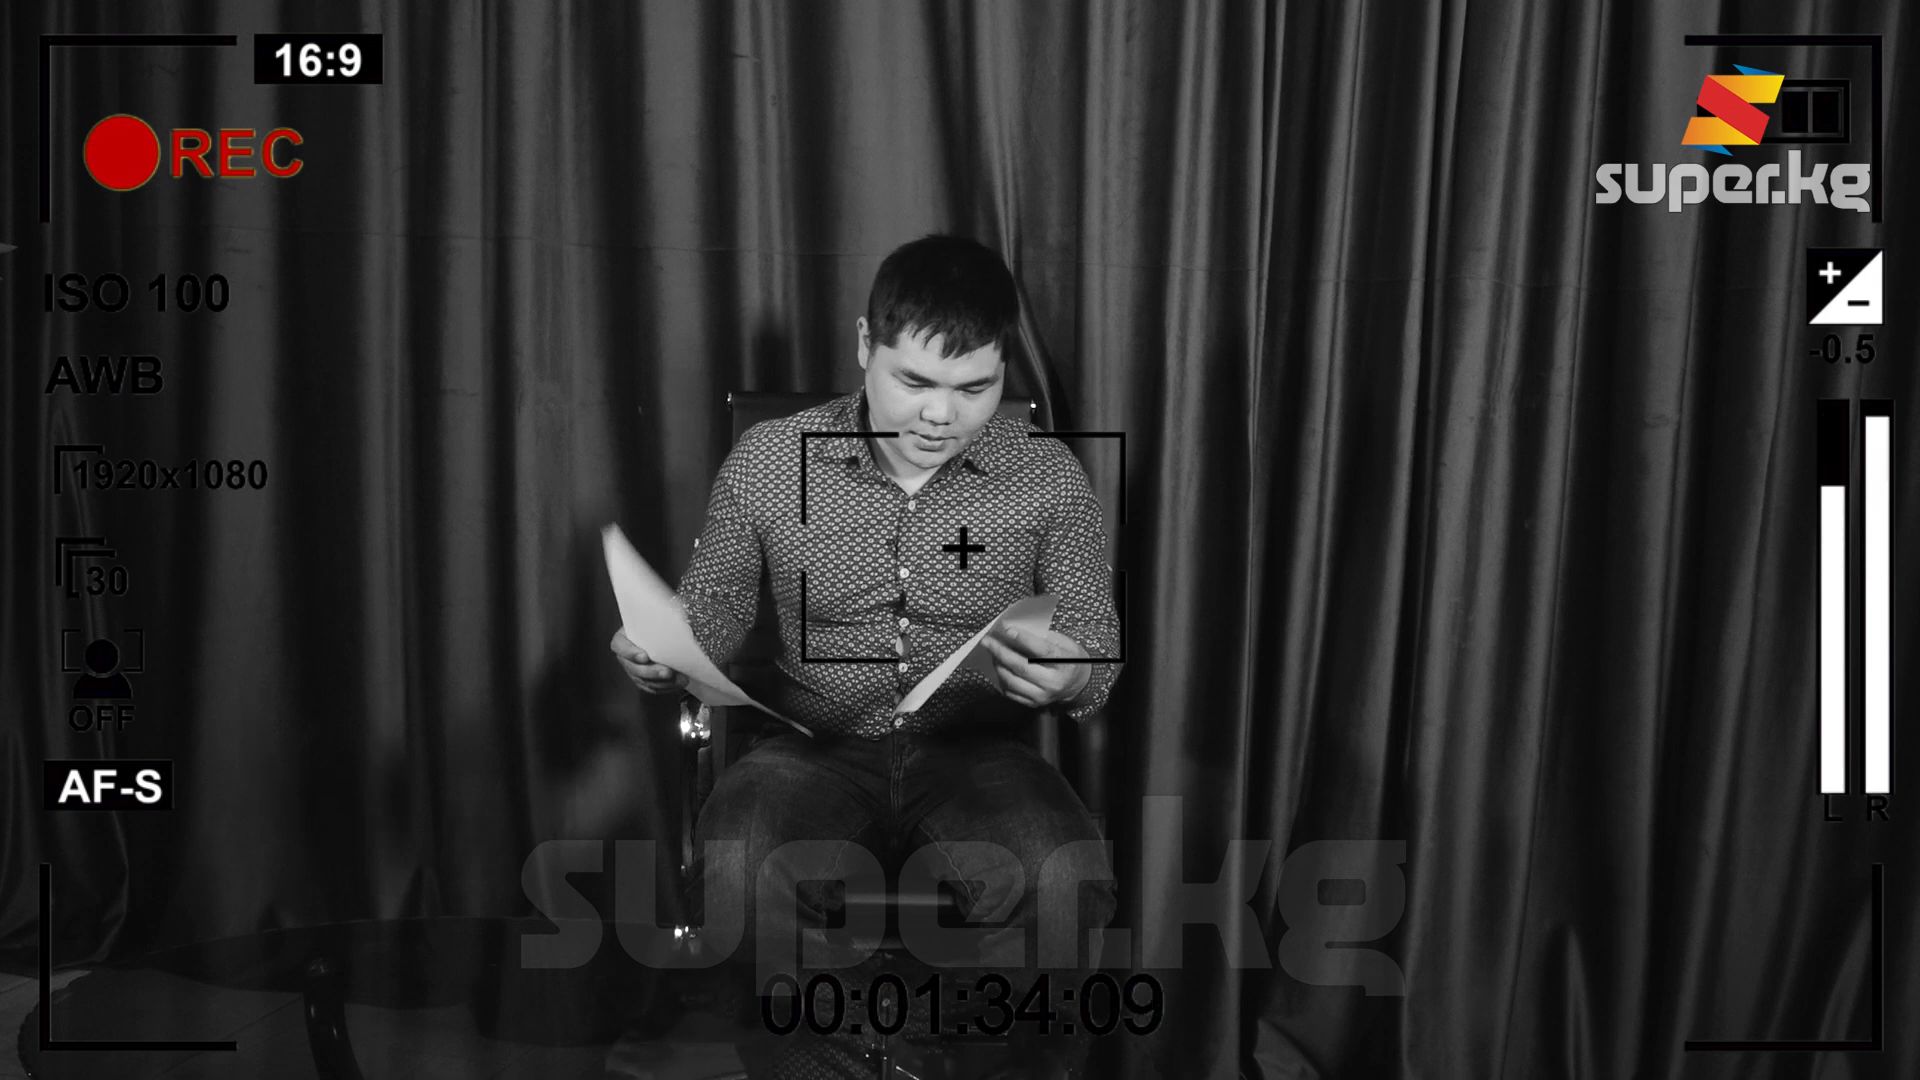 16:9
REC
super.kg
ISO 100
+
-
-0.5
AWB
1920x1080
30
OFF
AF-S
L R
super.kg
00:01:34:09